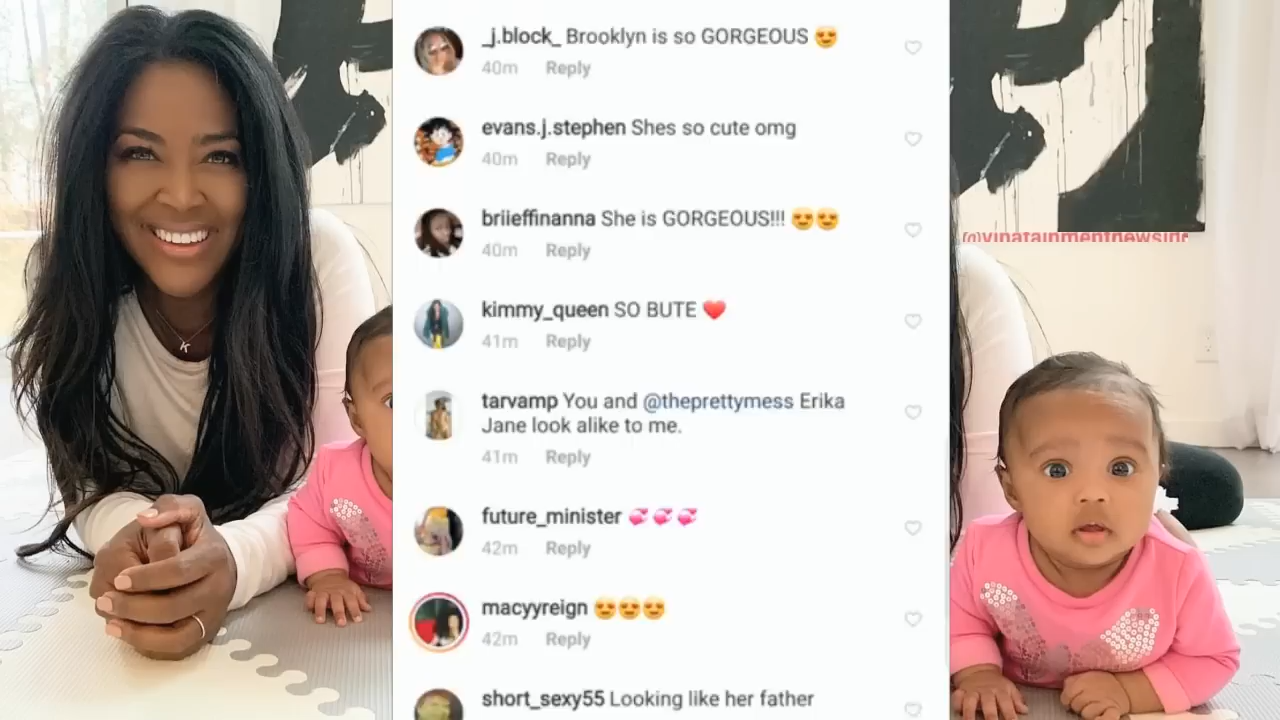 _j.block_ Brooklyn is so GORGEOUS 😍
40m Reply
evans.j.stephen Shes so cute omg
40m Reply
briieffinanna She is GORGEOUS!!! 😍😍
40m Reply
kimmy_queen SO BUTE ❤️
41m Reply
tarvamp You and @theprettymess Erika
Jane look alike to me.
41m Reply
future_minister 💞💞💞
42m Reply
macyyreign 😍😍😍
42m Reply
short_sexy55 Looking like her father
K